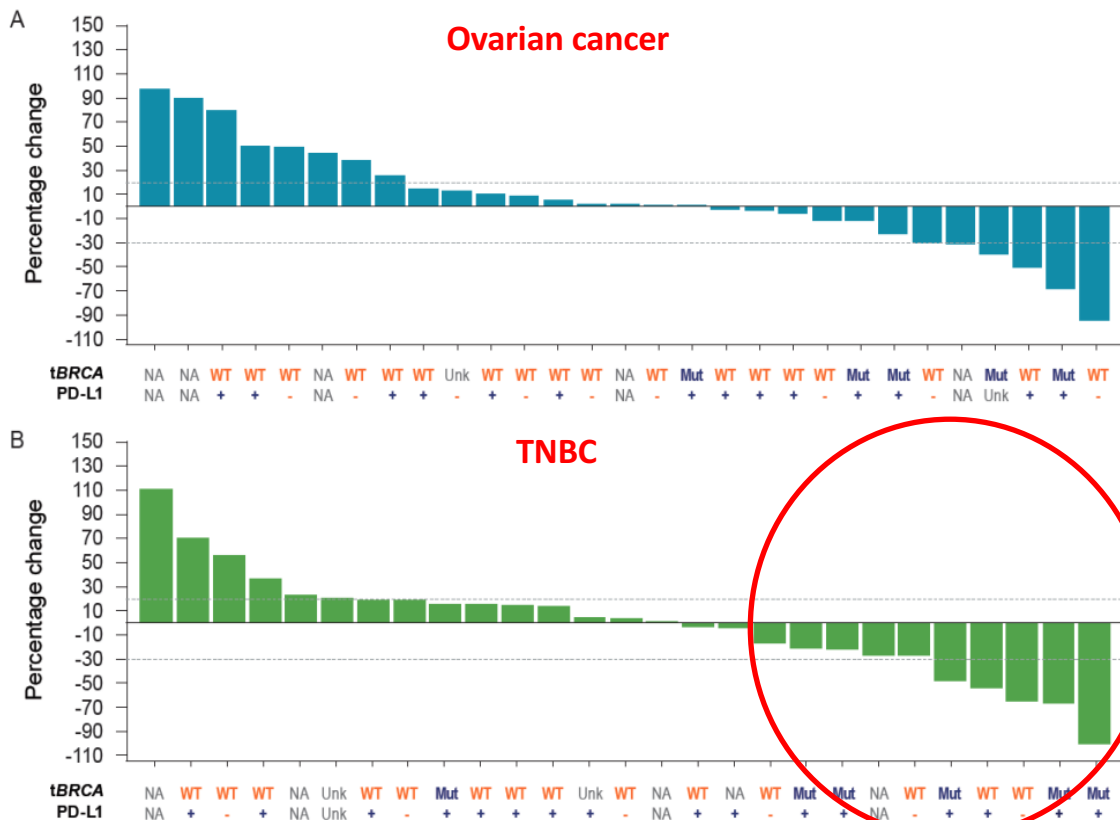 A
Ovarian cancer
Percentage change
150
130
110
90
70
50
30
10
-10
-30
-50
-70
-90
-110
tBRCA NA NA WT WT WT NA WT WT WT Unk WT WT WT WT NA WT Mut WT WT WT WT Mut Mut WT NA Mut WT Mut WT
PD-L1 NA NA + + - NA - + + - + - + - NA - + + + + - + + - NA Unk + + -
B
TNBC
Percentage change
150
130
110
90
70
50
30
10
-10
-30
-50
-70
-90
-110
tBRCA NA WT WT WT NA Unk WT WT Mut WT WT WT Unk WT NA WT NA WT Mut Mut NA WT Mut WT WT Mut Mut
PD-L1 NA + - + NA Unk + - + + + + + - NA + + - + + NA - + + - + +